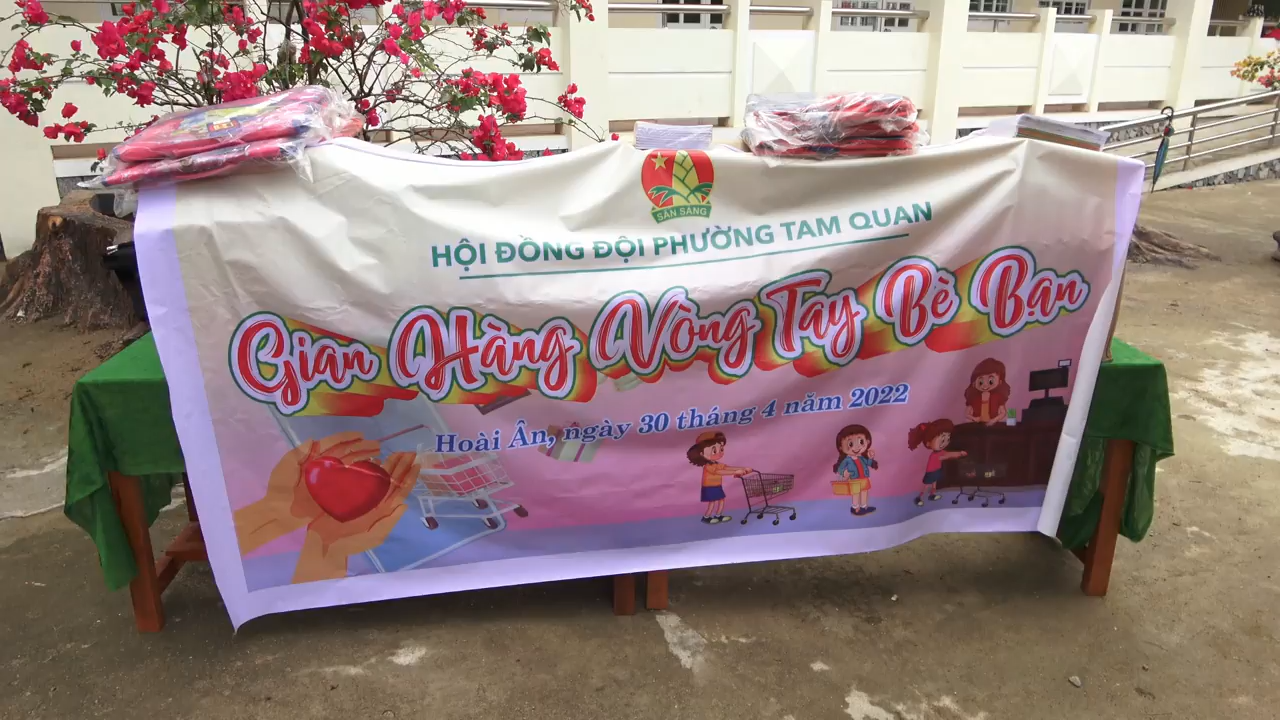 SẴN SÀNG
HỘI ĐỒNG ĐỘI PHƯỜNG TAM QUAN
Gian Hàng Vòng Tay Bè Bạn
Hoài Ân, ngày 30 tháng 4 năm 2022